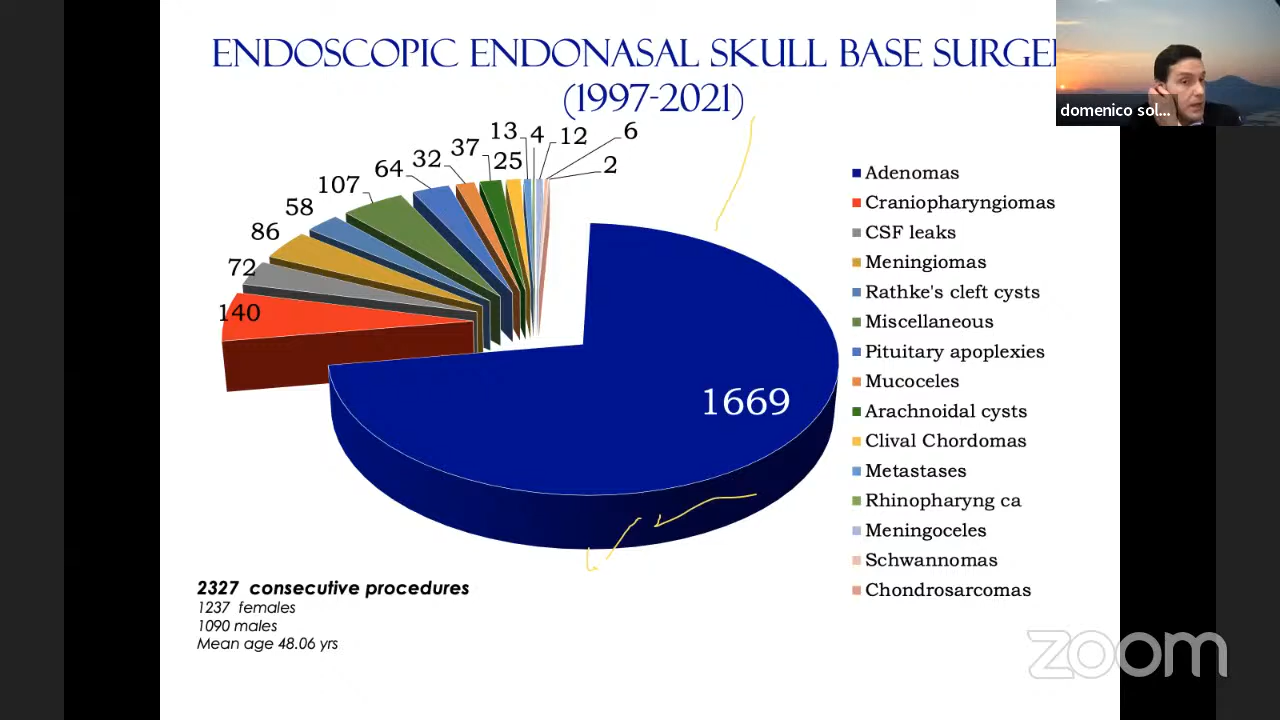 ENDOSCOPIC ENDONASAL SKULL BASE
(1997-2021)
domenico sol...
13
4
12
6
37
25
2
32
64
107
58
86
72
140
1669
Adenomas
Craniopharyngiomas
CSF leaks
Meningiomas
Rathke's cleft cysts
Miscellaneous
Pituitary apoplexies
Mucoceles
Arachnoidal cysts
Clival Chordomas
Metastases
Rhinopharyng ca
Meningoceles
Schwannomas
Chondrosarcomas
2327 consecutive procedures
1237 females
1090 males
Mean age 48.06 yrs
zoom